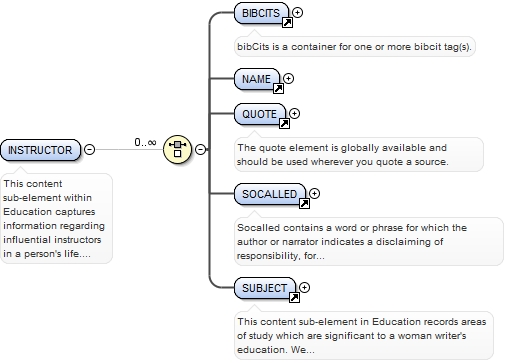 BIBCITS
bibCits is a container for one or more bibcit tag(s).
NAME
QUOTE
The quote element is globally available and
should be used wherever you quote a source.
INSTRUCTOR
0..∞
This content
sub-element within
Education captures
information regarding
influential instructors
in a person's life....
SOCALLED
Socalled contains a word or phrase for which the
author or narrator indicates a disclaiming of
responsibility, for...
SUBJECT
This content sub-element in Education records areas
of study which are significant to a woman writer's
education. We...